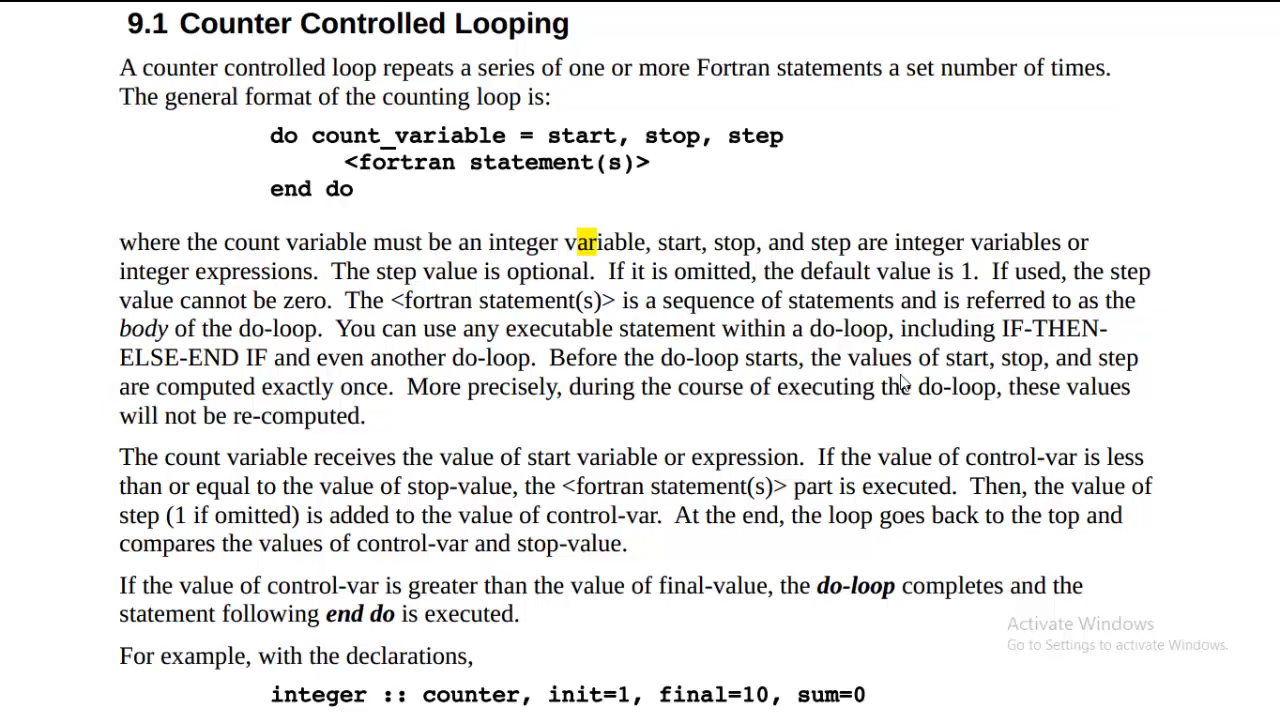 9.1 Counter Controlled Looping
A counter controlled loop repeats a series of one or more Fortran statements a set number of times.
The general format of the counting loop is:
do count_variable = start, stop, step
<fortran statement(s)>
end do
where the count variable must be an integer variable, start, stop, and step are integer variables or
integer expressions. The step value is optional. If it is omitted, the default value is 1. If used, the step
value cannot be zero. The <fortran statement(s)> is a sequence of statements and is referred to as the
body of the do-loop. You can use any executable statement within a do-loop, including IF-THEN-
ELSE-END IF and even another do-loop. Before the do-loop starts, the values of start, stop, and step
are computed exactly once. More precisely, during the course of executing the do-loop, these values
will not be re-computed.
The count variable receives the value of start variable or expression. If the value of control-var is less
than or equal to the value of stop-value, the <fortran statement(s)> part is executed. Then, the value of
step (1 if omitted) is added to the value of control-var. At the end, the loop goes back to the top and
compares the values of control-var and stop-value.
If the value of control-var is greater than the value of final-value, the do-loop completes and the
statement following end do is executed.
Activate Windows
Go to Settings to activate Windows.
For example, with the declarations,
integer :: counter, init=1, final=10, sum=0